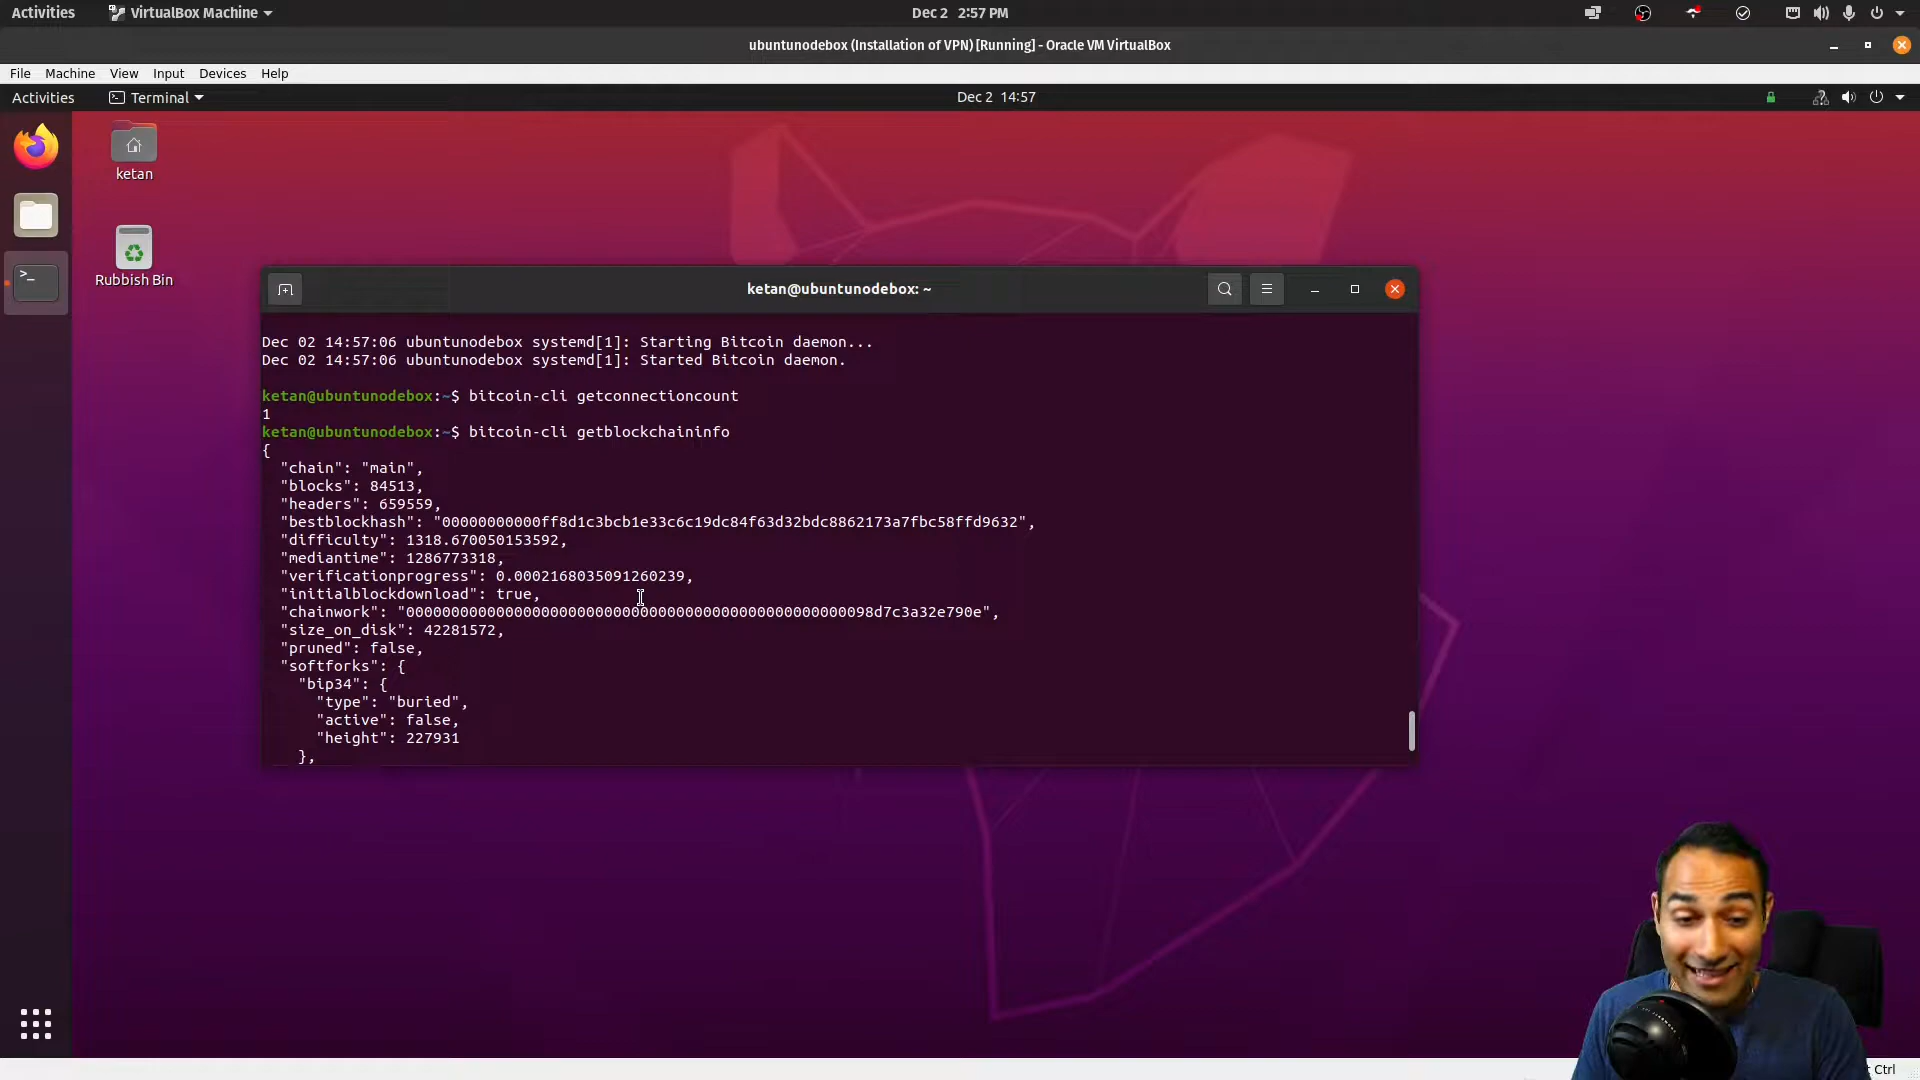 Activities
VirtualBox Machine
Dec 2 2:57 PM
ubuntunodebox (Installation of VPN) [Running] - Oracle VM VirtualBox
File Machine View Input Devices Help
Activities
Terminal
Dec 2 14:57
ketan
Rubbish Bin
ketan@ubuntunodebox: ~
Dec 02 14:57:06 ubuntunodebox systemd[1]: Starting Bitcoin daemon...
Dec 02 14:57:06 ubuntunodebox systemd[1]: Started Bitcoin daemon.
ketan@ubuntunodebox:~$ bitcoin-cli getconnectioncount
1
ketan@ubuntunodebox:~$ bitcoin-cli getblockchaininfo
{
"chain": "main",
"blocks": 84513,
"headers": 659559,
"bestblockhash": "00000000000ff8d1c3bcb1e33c6c19dc84f63d32bdc8862173a7fbc58ffd9632",
"difficulty": 1318.670050153592,
"mediantime": 1286773318,
"verificationprogress": 0.0002168035091260239,
"initialblockdownload": true,
"chainwork": "00000000000000000000000000000000000000000000000000098d7c3a32e790e",
"size_on_disk": 42281572,
"pruned": false,
"softforks": {
"bip34": {
"type": "buried",
"active": false,
"height": 227931
},
Ctrl